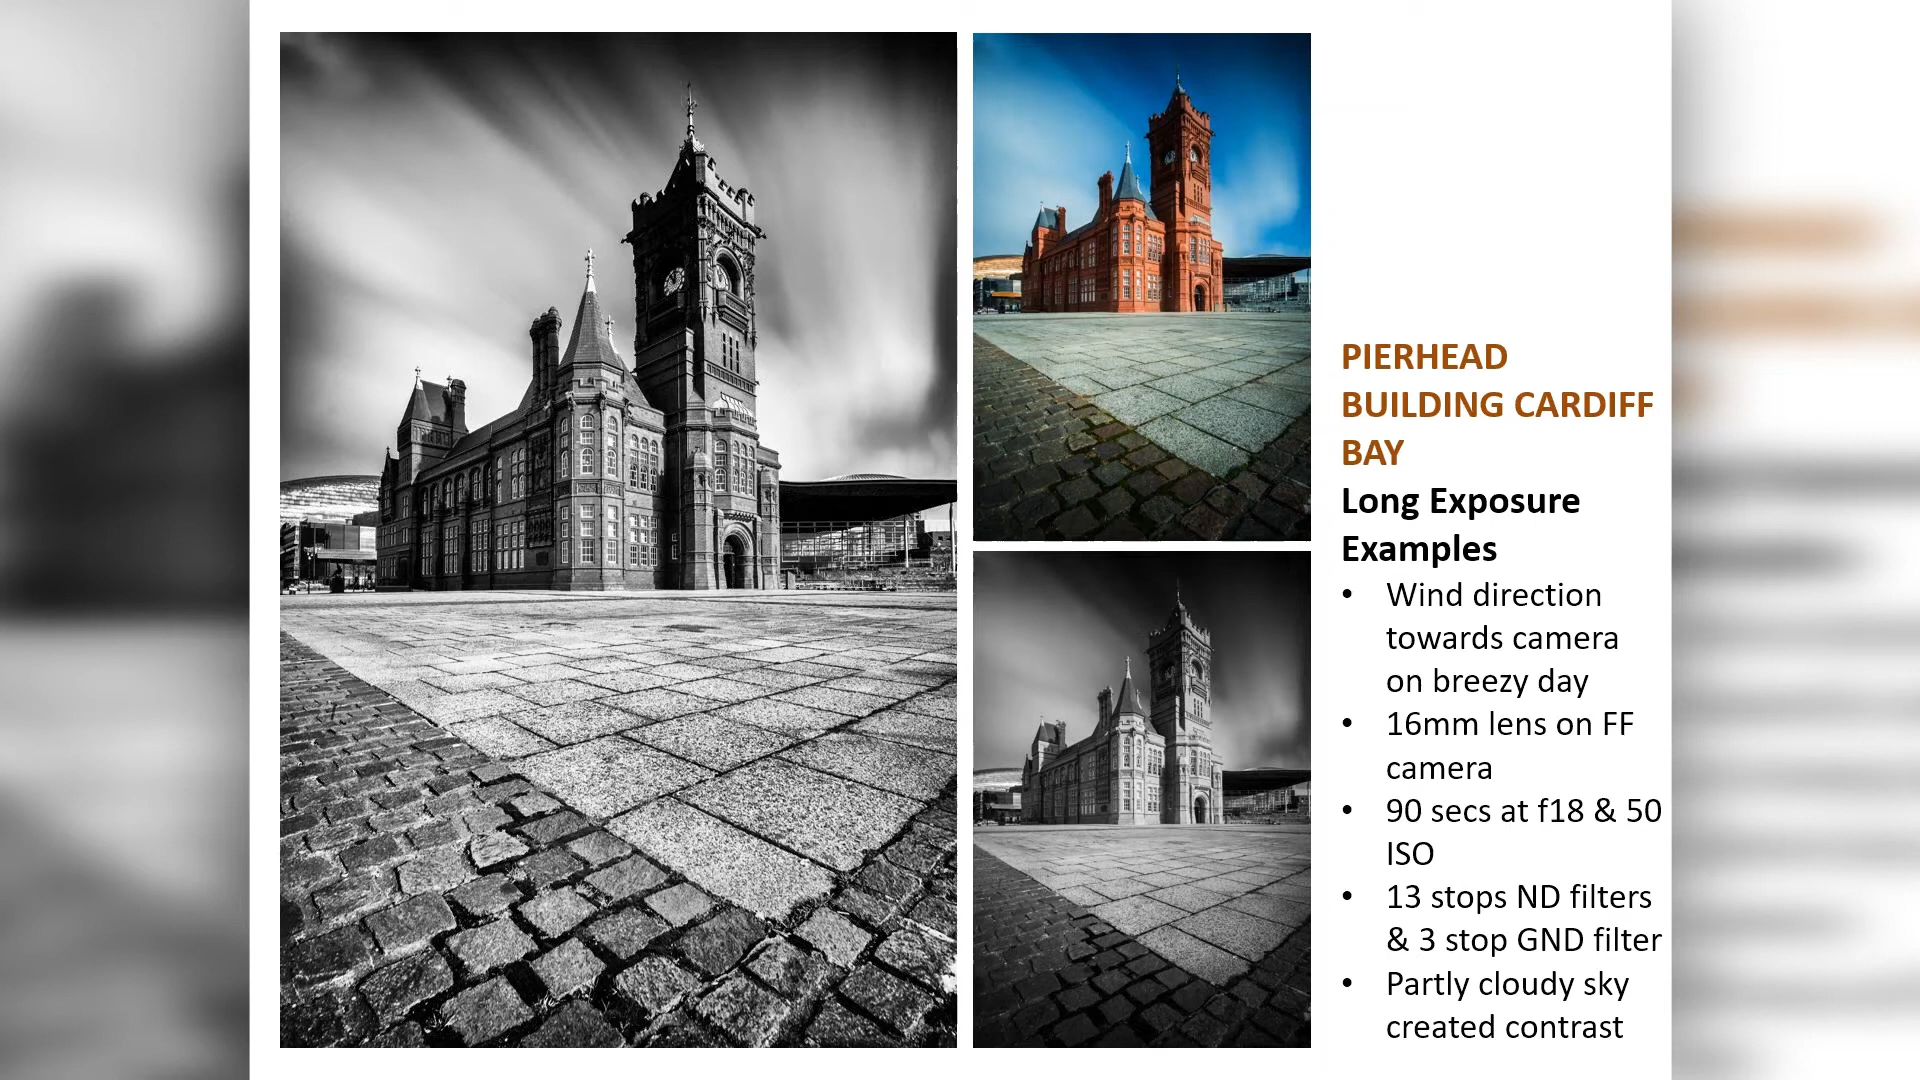 PIERHEAD
BUILDING CARDIFF
BAY
Long Exposure
Examples
• Wind direction
towards camera
on breezy day
• 16mm lens on FF
camera
• 90 secs at f18 & 50
ISO
• 13 stops ND filters
& 3 stop GND filter
• Partly cloudy sky
created contrast